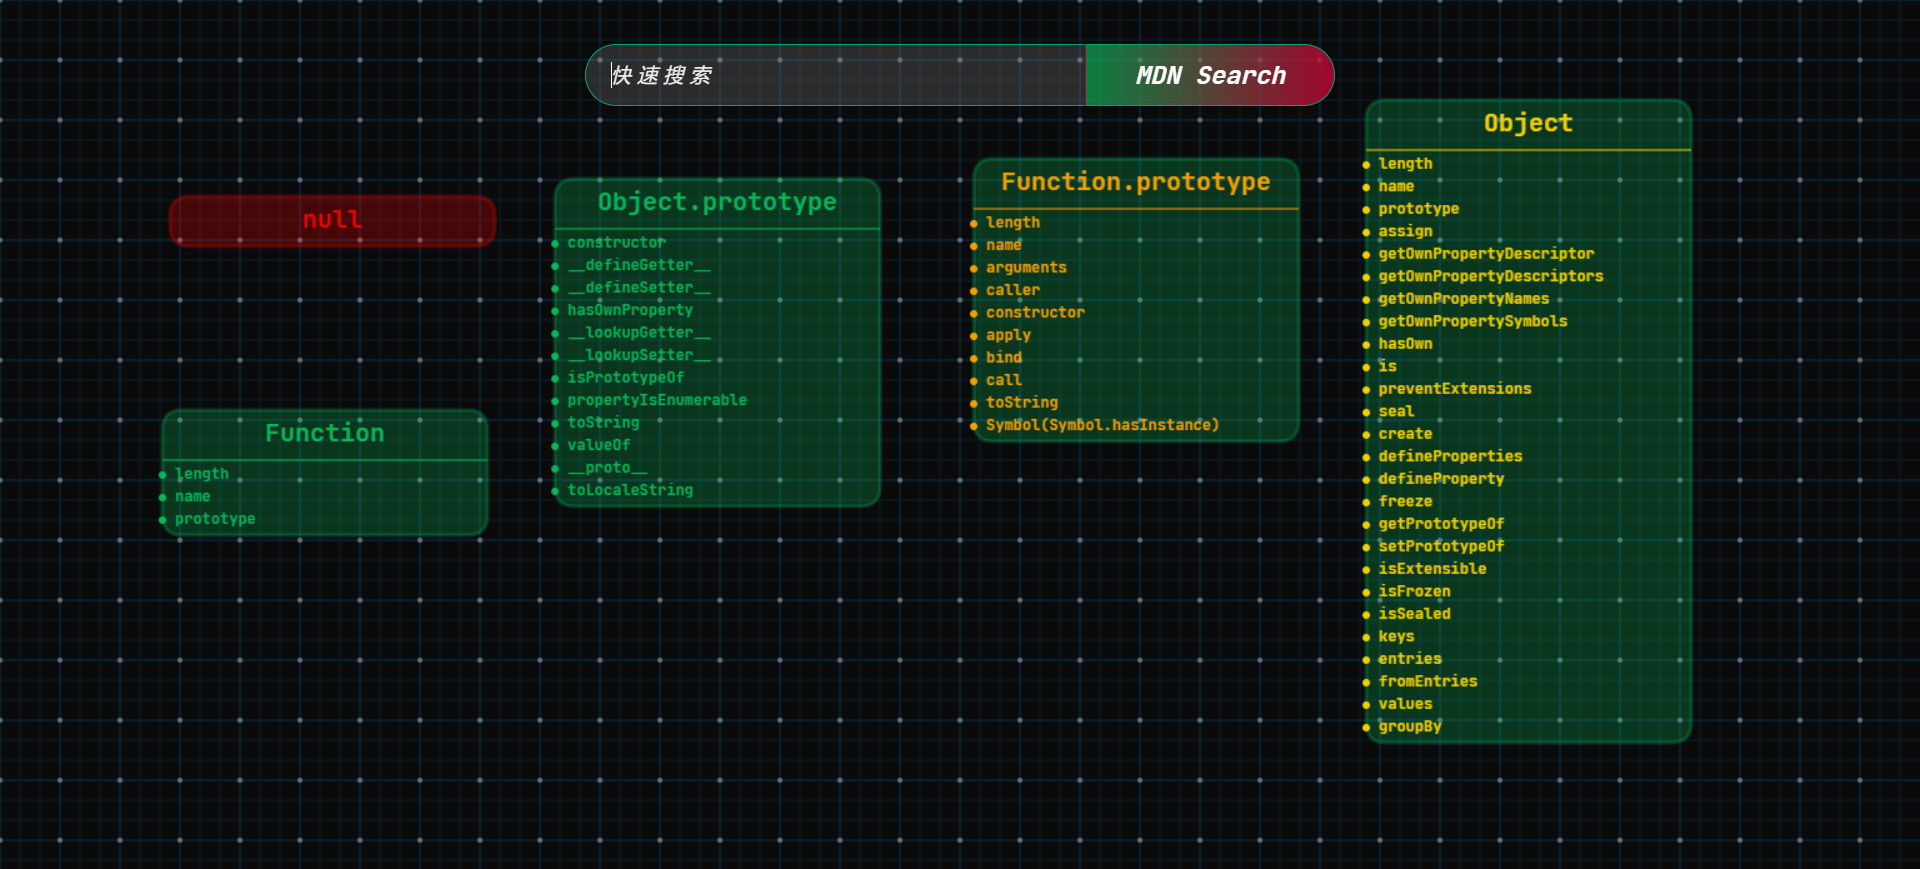 快速搜索
MDN Search
null
Function
length
name
prototype
Object.prototype
constructor
__defineGetter__
__defineSetter__
hasOwnProperty
__lookupGetter__
__lookupSetter__
isPrototypeOf
propertyIsEnumerable
toString
valueOf
__proto__
toLocaleString
Function.prototype
length
name
arguments
caller
constructor
apply
bind
call
toString
Symbol(Symbol.hasInstance)
Object
length
name
prototype
assign
getOwnPropertyDescriptor
getOwnPropertyDescriptors
getOwnPropertyNames
getOwnPropertySymbols
hasOwn
is
preventExtensions
seal
create
defineProperties
defineProperty
freeze
getPrototypeOf
setPrototypeOf
isExtensible
isFrozen
isSealed
keys
entries
fromEntries
values
groupBy